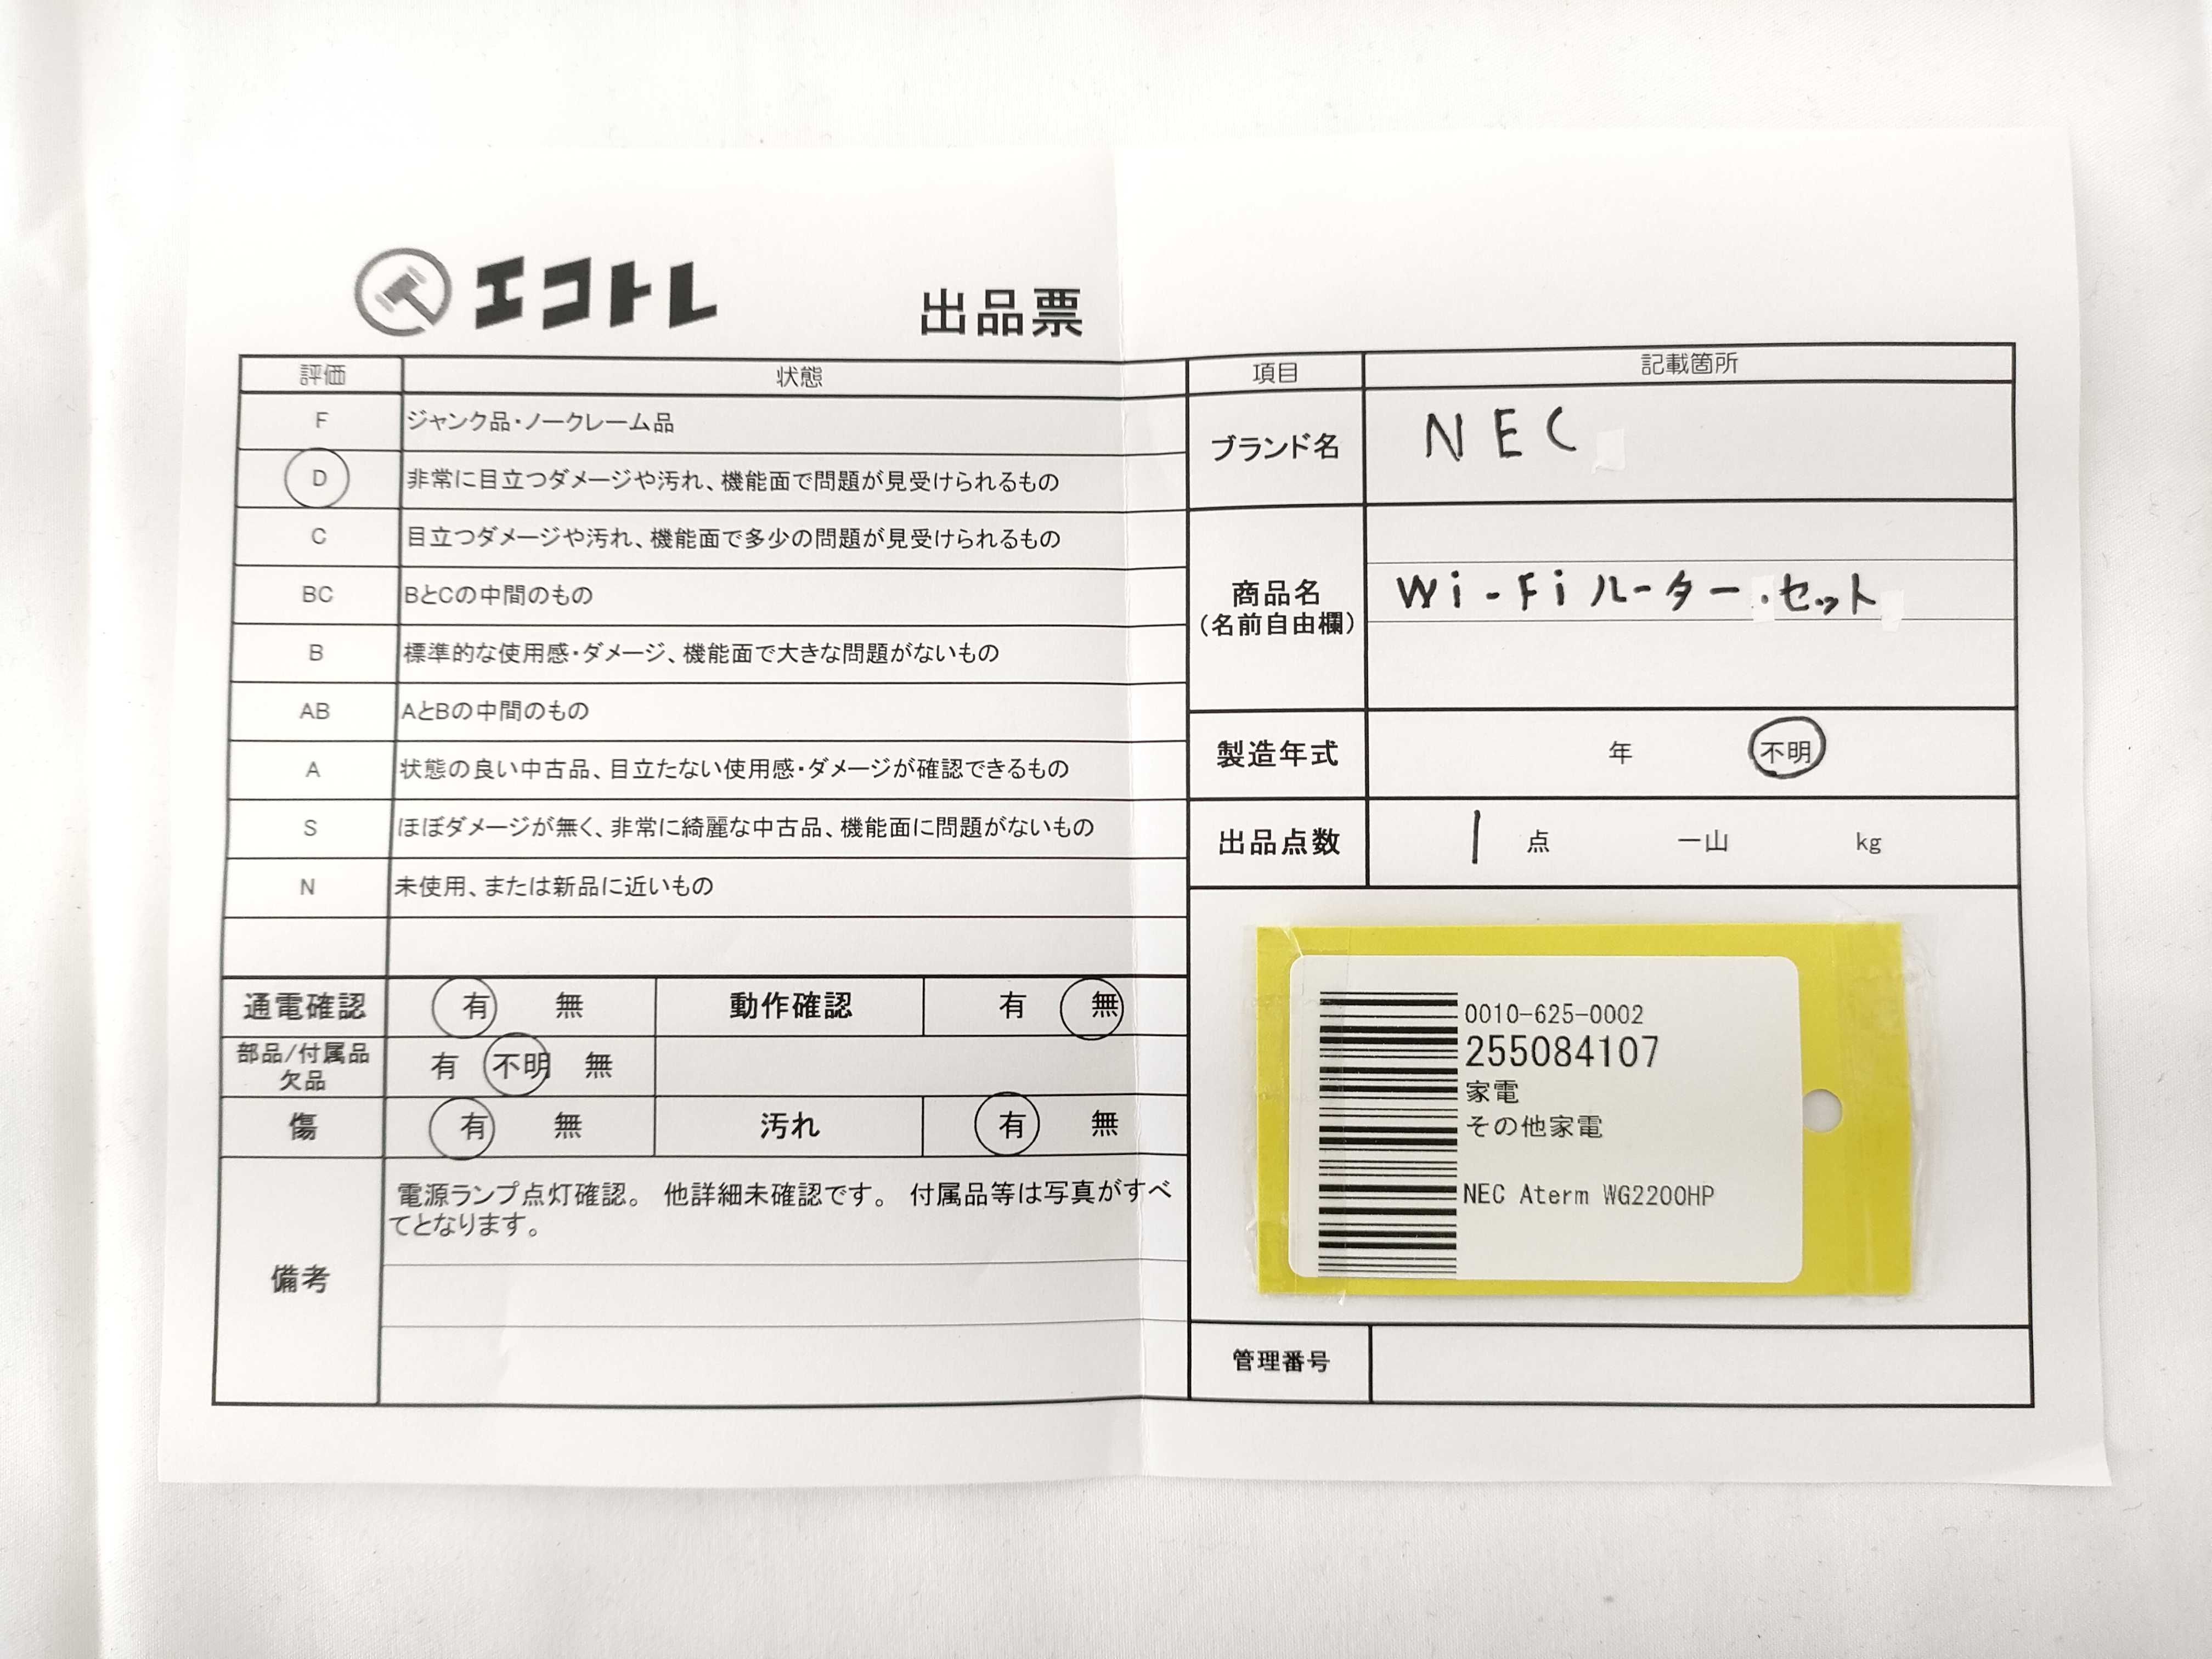 エコトレ 出品票
評価 状態
F ジャンク品・ノークレーム品
D 非常に目立つダメージや汚れ、機能面で問題が見受けられるもの
C 目立つダメージや汚れ、機能面で多少の問題が見受けられるもの
BC BとCの中間のもの
B 標準的な使用感・ダメージ、機能面で大きな問題がないもの
AB AとBの中間のもの
A 状態の良い中古品、目立たない使用感・ダメージが確認できるもの
S ほぼダメージが無く、非常に綺麗な中古品、機能面に問題がないもの
N 未使用、または新品に近いもの
通電確認 有 無 動作確認 有 無
部品/付属品
欠品 有 不明 無
傷 有 無 汚れ 有 無
備考
電源ランプ点灯確認。 他詳細未確認です。 付属品等は写真がすべ
てとなります。
項目 記載箇所
ブランド名 NEC
商品名
(名前自由欄) Wi-Fiルーター・セット
製造年式 年 不明
出品点数 1 点 一山 kg
0010-625-0002
255084107
家電
その他家電
NEC Aterm WG2200HP
管理番号